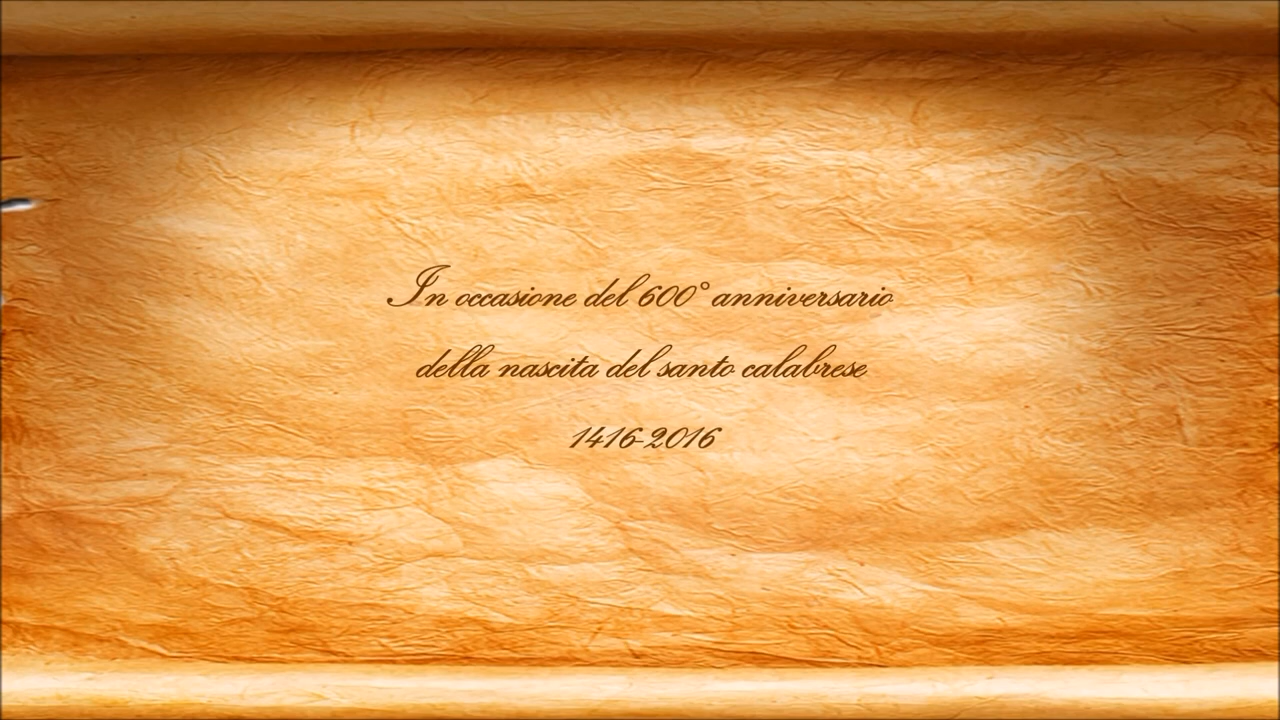 In occasione del 600° anniversario
della nascita del santo calabrese
1416-2016